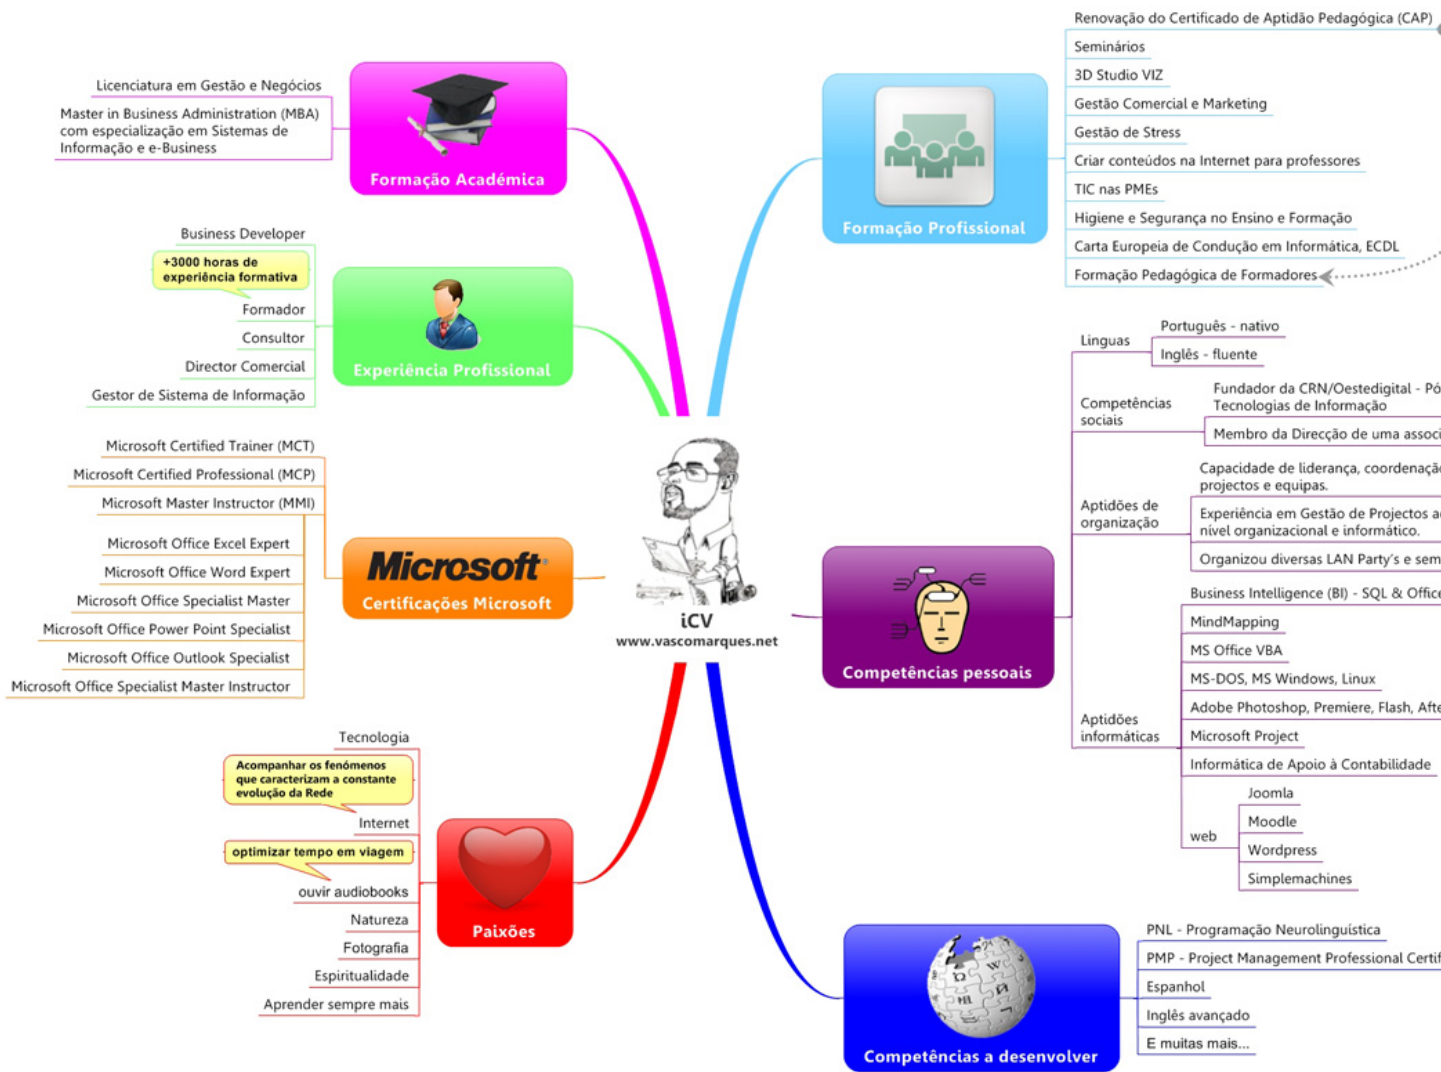 Licenciatura em Gestão e Negócios
Master in Business Administration (MBA)
com especialização em Sistemas de
Informação e e-Business
Formação Académica
Business Developer
+3000 horas de
experiência formativa
Formador
Consultor
Director Comercial
Gestor de Sistema de Informação
Experiência Profissional
Microsoft Certified Trainer (MCT)
Microsoft Certified Professional (MCP)
Microsoft Master Instructor (MMI)
Microsoft Office Excel Expert
Microsoft Office Word Expert
Microsoft Office Specialist Master
Microsoft Office Power Point Specialist
Microsoft Office Outlook Specialist
Microsoft Office Specialist Master Instructor
Microsoft®
Certificações Microsoft
Tecnologia
Acompanhar os fenómenos
que caracterizam a constante
evolução da Rede
Internet
optimizar tempo em viagem
ouvir audiobooks
Natureza
Fotografia
Espiritualidade
Aprender sempre mais
Paixões
iCV
www.vascomarques.net
Formação Profissional
Renovação do Certificado de Aptidão Pedagógica (CAP)
Seminários
3D Studio VIZ
Gestão Comercial e Marketing
Gestão de Stress
Criar conteúdos na Internet para professores
TIC nas PMEs
Higiene e Segurança no Ensino e Formação
Carta Europeia de Condução em Informática, ECDL
Formação Pedagógica de Formadores
Competências pessoais
Linguas
Português - nativo
Inglês - fluente
Competências
sociais
Fundador da CRN/Oestedigital - Pó
Tecnologias de Informação
Membro da Direcção de uma associ
Aptidões de
organização
Capacidade de liderança, coordenação
projectos e equipas.
Experiência em Gestão de Projectos a
nível organizacional e informático.
Organizou diversas LAN Party's e sem
Aptidões
informáticas
Business Intelligence (BI) - SQL & Office
MindMapping
MS Office VBA
MS-DOS, MS Windows, Linux
Adobe Photoshop, Premiere, Flash, Afte
Microsoft Project
Informática de Apoio à Contabilidade
web
Joomla
Moodle
Wordpress
Simplemachines
Competências a desenvolver
PNL - Programação Neurolinguística
PMP - Project Management Professional Certif
Espanhol
Inglês avançado
E muitas mais...